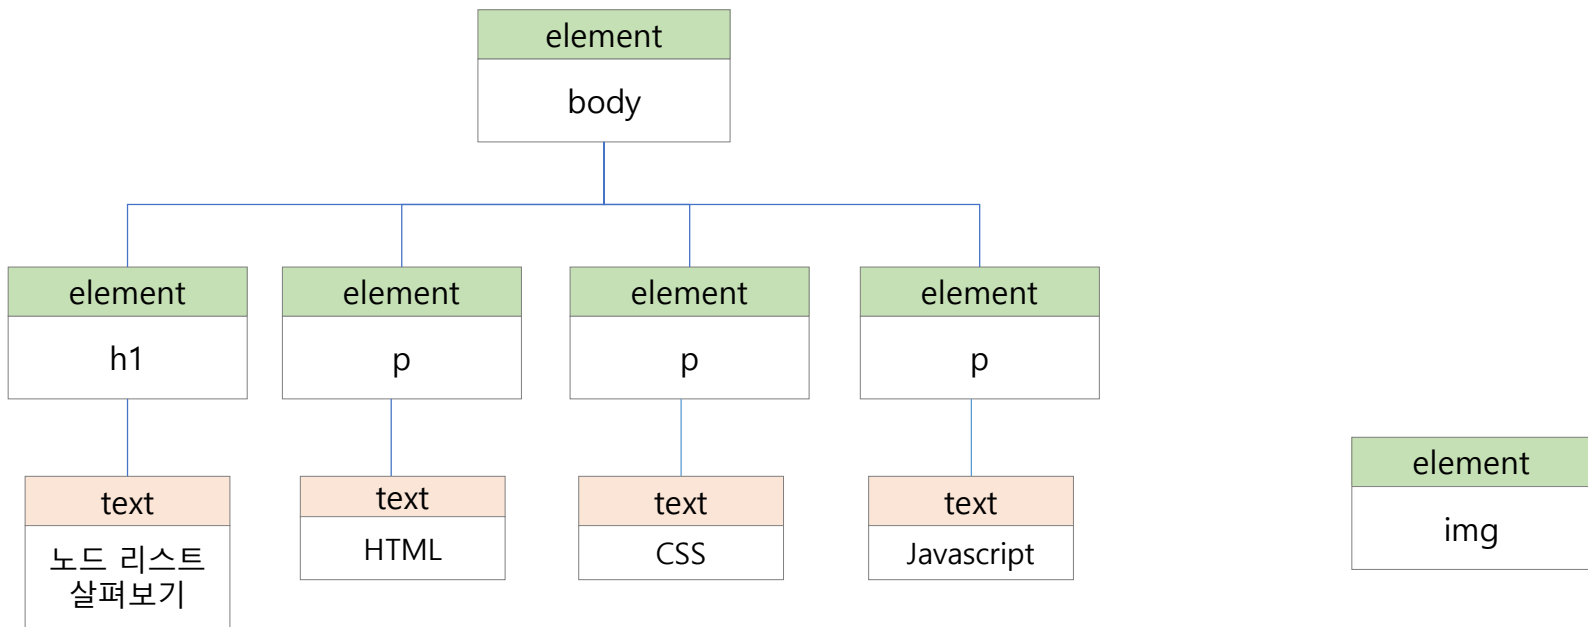 element
body
element
element
element
element
h1
p
p
p
text
text
text
text
노드 리스트
살펴보기
HTML
CSS
Javascript
element
img